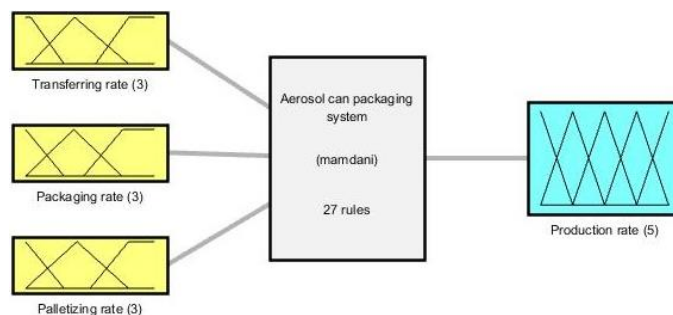 Transferring rate (3)
Packaging rate (3)
Palletizing rate (3)
Aerosol can packaging
system
(mamdani)
27 rules
Production rate (5)